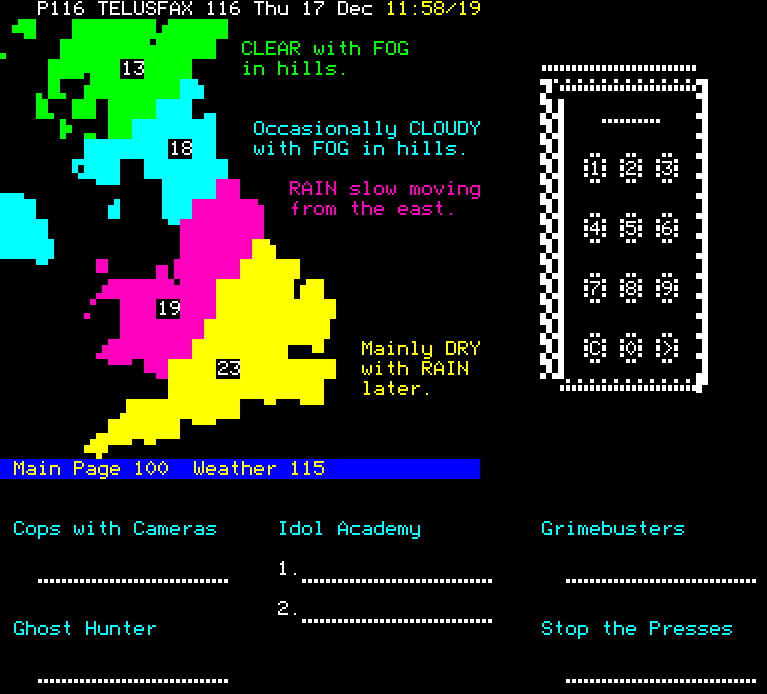 P116 TELUSFAX 116 Thu 17 Dec 11:58/19
CLEAR with FOG
in hills.
13
Occasionally CLOUDY
with FOG in hills.
18
RAIN slow moving
from the east.
19
Mainly DRY
with RAIN
later.
23
Main Page 100 Weather 115
1 2 3
4 5 6
7 8 9
C 0 >
Cops with Cameras
Idol Academy
1.
2.
Grimebusters
Ghost Hunter
Stop the Presses